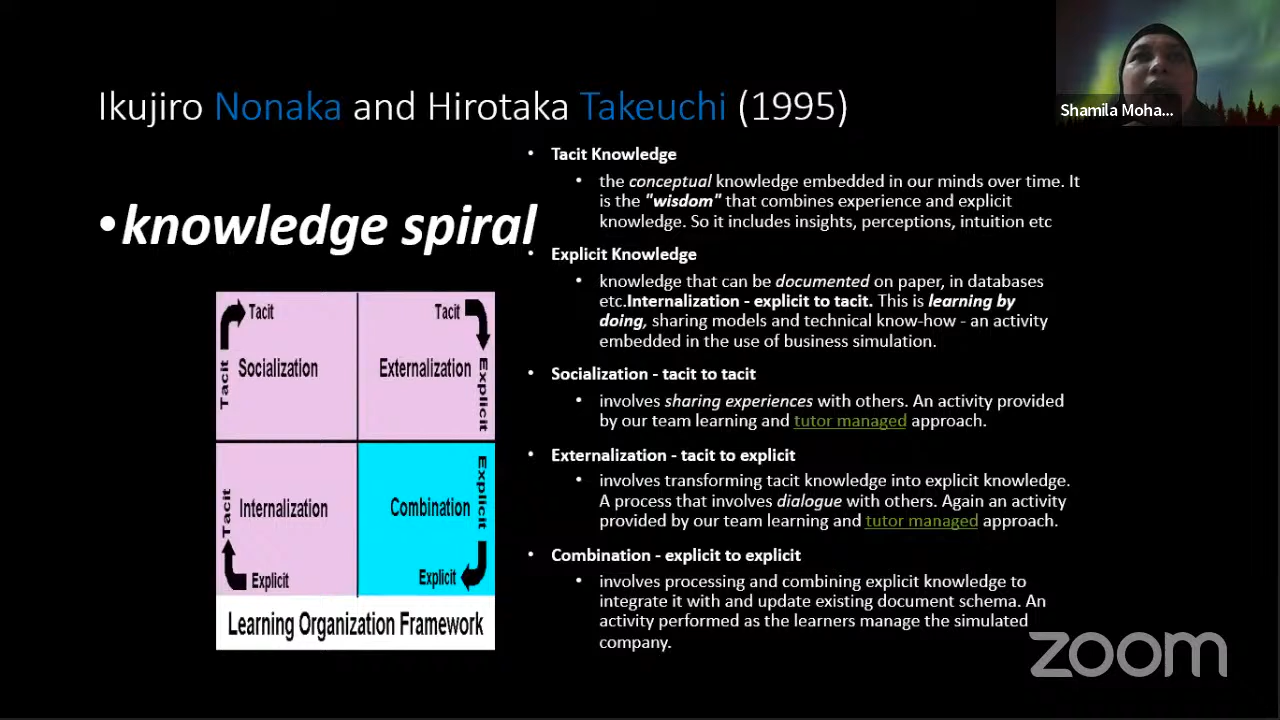 Ikujiro Nonaka and Hirotaka Takeuchi (1995)
Shamila Moha...
•knowledge spiral
Tacit
Tacit
Socialization
Tacit
Externalization
Explicit
Tacit
Internalization
Explicit
Explicit
Combination
Explicit
Learning Organization Framework
• Tacit Knowledge
• the conceptual knowledge embedded in our minds over time. It
is the "wisdom" that combines experience and explicit
knowledge. So it includes insights, perceptions, intuition etc
• Explicit Knowledge
• knowledge that can be documented on paper, in databases
etc.Internalization - explicit to tacit. This is learning by
doing, sharing models and technical know-how - an activity
embedded in the use of business simulation.
• Socialization - tacit to tacit
• involves sharing experiences with others. An activity provided
by our team learning and tutor managed approach.
• Externalization - tacit to explicit
• involves transforming tacit knowledge into explicit knowledge.
A process that involves dialogue with others. Again an activity
provided by our team learning and tutor managed approach.
• Combination - explicit to explicit
• involves processing and combining explicit knowledge to
integrate it with and update existing document schema. An
activity performed as the learners manage the simulated
company.
zoom